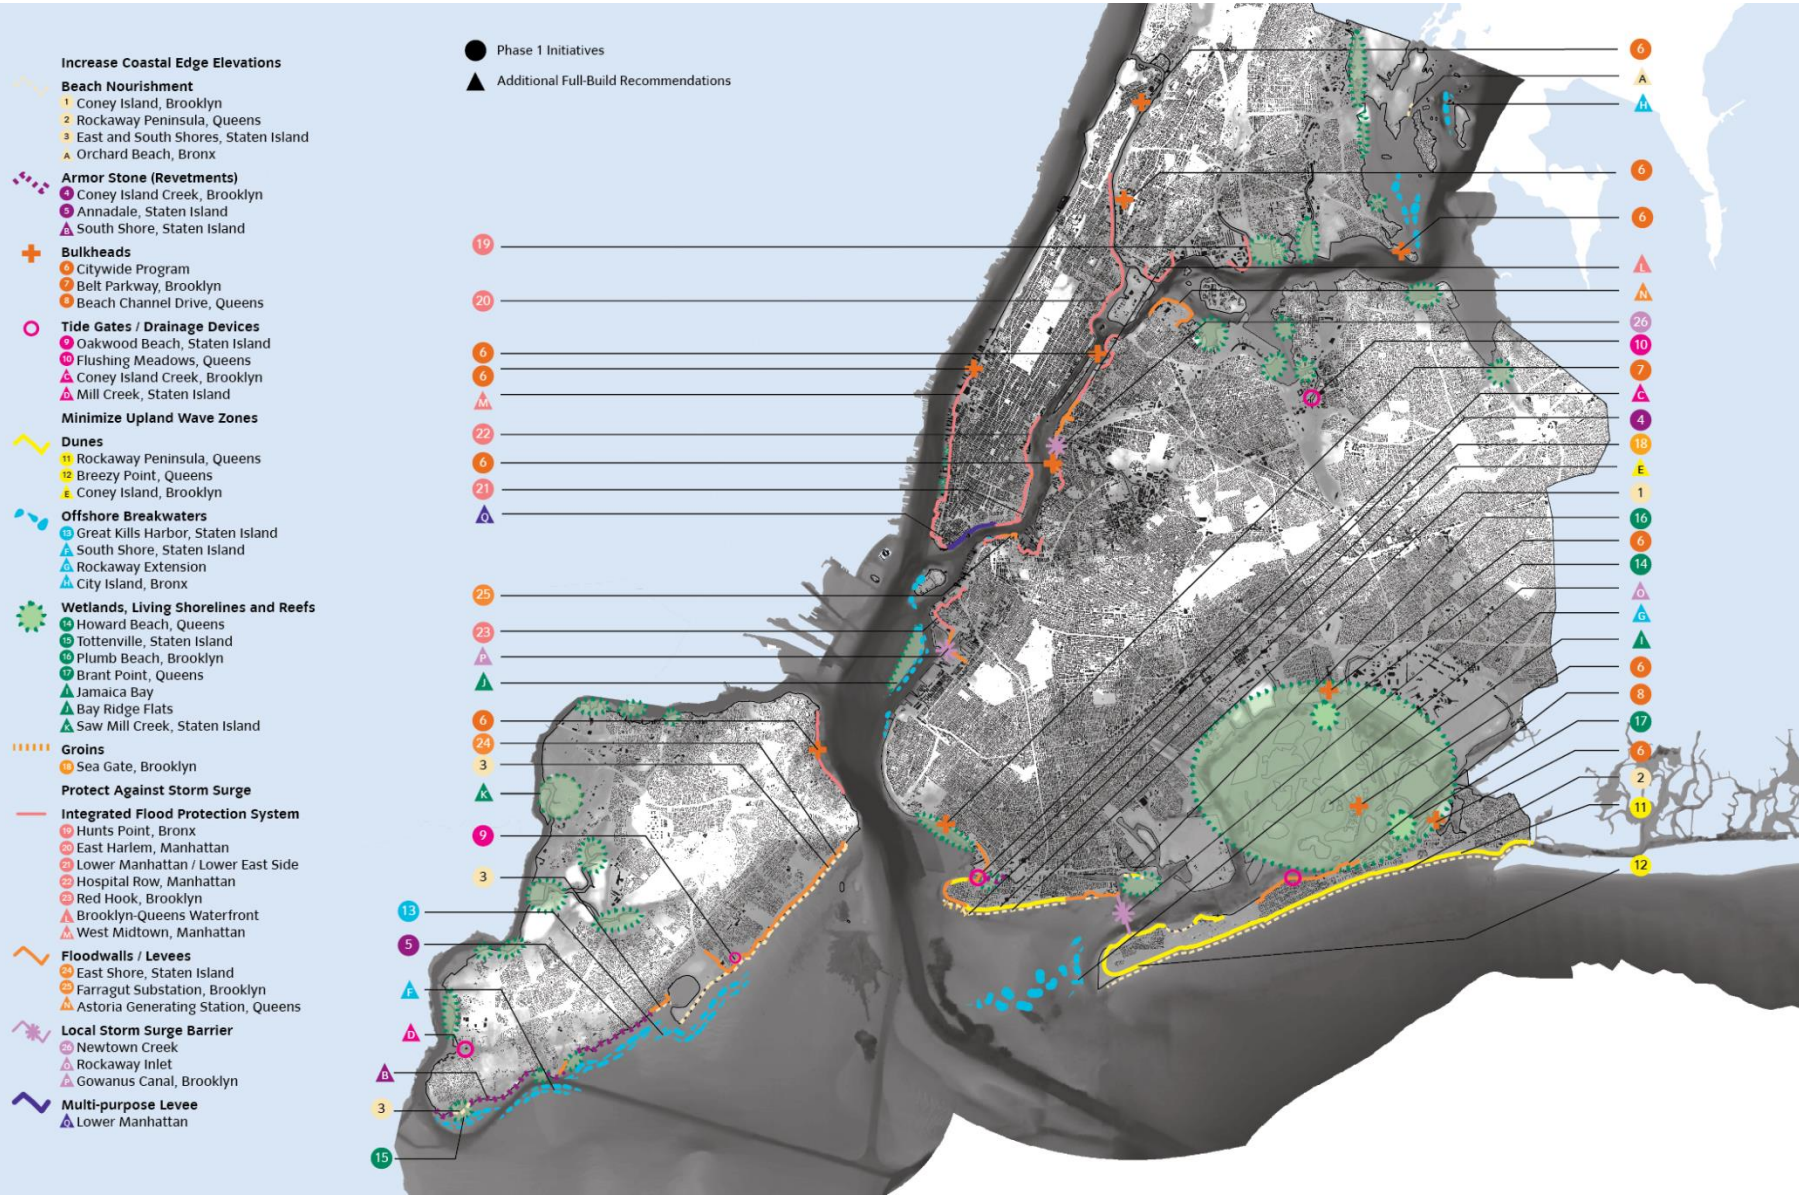 Increase Coastal Edge Elevations
Beach Nourishment
1 Coney Island, Brooklyn
2 Rockaway Peninsula, Queens
3 East and South Shores, Staten Island
A Orchard Beach, Bronx
Armor Stone (Revetments)
4 Coney Island Creek, Brooklyn
5 Annadale, Staten Island
B South Shore, Staten Island
Bulkheads
6 Citywide Program
7 Belt Parkway, Brooklyn
8 Beach Channel Drive, Queens
Tide Gates / Drainage Devices
9 Oakwood Beach, Staten Island
10 Flushing Meadows, Queens
C Coney Island Creek, Brooklyn
D Mill Creek, Staten Island
Minimize Upland Wave Zones
Dunes
11 Rockaway Peninsula, Queens
12 Breezy Point, Queens
E Coney Island, Brooklyn
Offshore Breakwaters
13 Great Kills Harbor, Staten Island
F South Shore, Staten Island
G Rockaway Extension
H City Island, Bronx
Wetlands, Living Shorelines and Reefs
14 Howard Beach, Queens
15 Tottenville, Staten Island
16 Plumb Beach, Brooklyn
17 Brant Point, Queens
I Jamaica Bay
J Bay Ridge Flats
K Saw Mill Creek, Staten Island
Groins
18 Sea Gate, Brooklyn
Protect Against Storm Surge
Integrated Flood Protection System
19 Hunts Point, Bronx
20 East Harlem, Manhattan
21 Lower Manhattan / Lower East Side
22 Hospital Row, Manhattan
23 Red Hook, Brooklyn
L Brooklyn-Queens Waterfront
M West Midtown, Manhattan
Floodwalls / Levees
24 East Shore, Staten Island
25 Farragut Substation, Brooklyn
N Astoria Generating Station, Queens
Local Storm Surge Barrier
26 Newtown Creek
O Rockaway Inlet
P Gowanus Canal, Brooklyn
Multi-purpose Levee
Q Lower Manhattan
Phase 1 Initiatives
Additional Full-Build Recommendations
19
20
6
6
M
22
6
21
Q
25
23
P
J
6
24
3
K
9
3
13
5
F
D
B
3
15
6
A
H
6
6
L
N
26
10
7
C
4
18
E
1
16
6
14
O
G
I
6
8
17
6
2
11
12